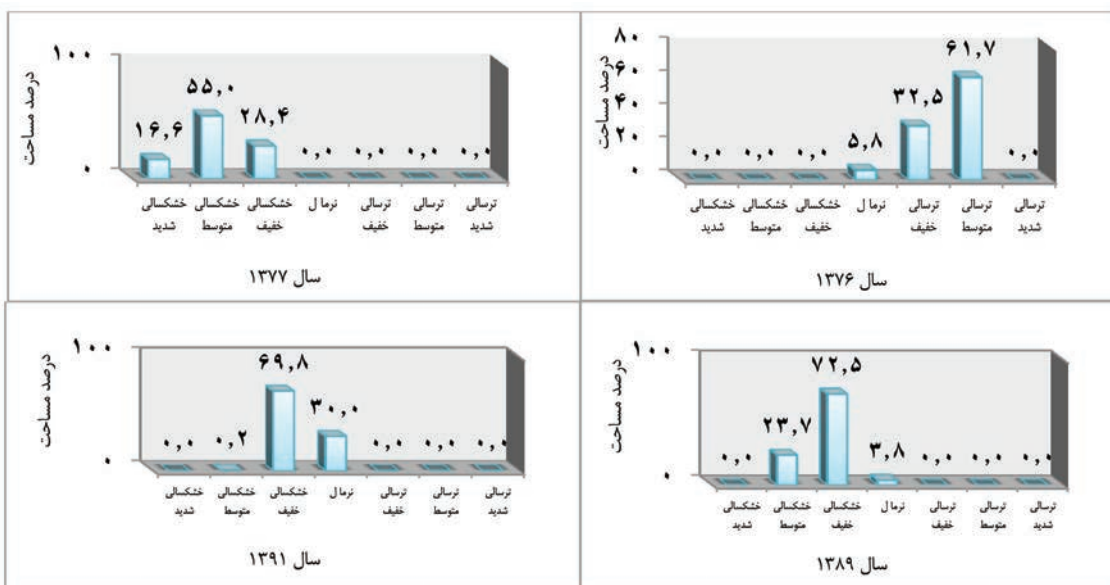 ۸۰
۶۰
۴۰
۲۰
۰
درصد مساحت
۰,۰ ۰,۰ ۰,۰ ۵,۸ ۳۲,۵ ۶۱,۷ ۰,۰
خشکسالی شدید
خشکسالی متوسط
خشکسالی خفیف
نرمال
ترسالی خفیف
ترسالی متوسط
ترسالی شدید
سال ۱۳۷۶
۱۰۰
۰
درصد مساحت
۱۶,۶ ۵۵,۰ ۲۸,۴ ۰,۰ ۰,۰ ۰,۰ ۰,۰
خشکسالی شدید
خشکسالی متوسط
خشکسالی خفیف
نرمال
ترسالی خفیف
ترسالی متوسط
ترسالی شدید
سال ۱۳۷۷
۱۰۰
۰
درصد مساحت
۰,۰ ۲۳,۷ ۷۲,۵ ۳,۸ ۰,۰ ۰,۰ ۰,۰
خشکسالی شدید
خشکسالی متوسط
خشکسالی خفیف
نرمال
ترسالی خفیف
ترسالی متوسط
ترسالی شدید
سال ۱۳۸۹
۱۰۰
۰
درصد مساحت
۰,۰ ۰,۲ ۶۹,۸ ۳۰,۰ ۰,۰ ۰,۰ ۰,۰
خشکسالی شدید
خشکسالی متوسط
خشکسالی خفیف
نرمال
ترسالی خفیف
ترسالی متوسط
ترسالی شدید
سال ۱۳۹۱